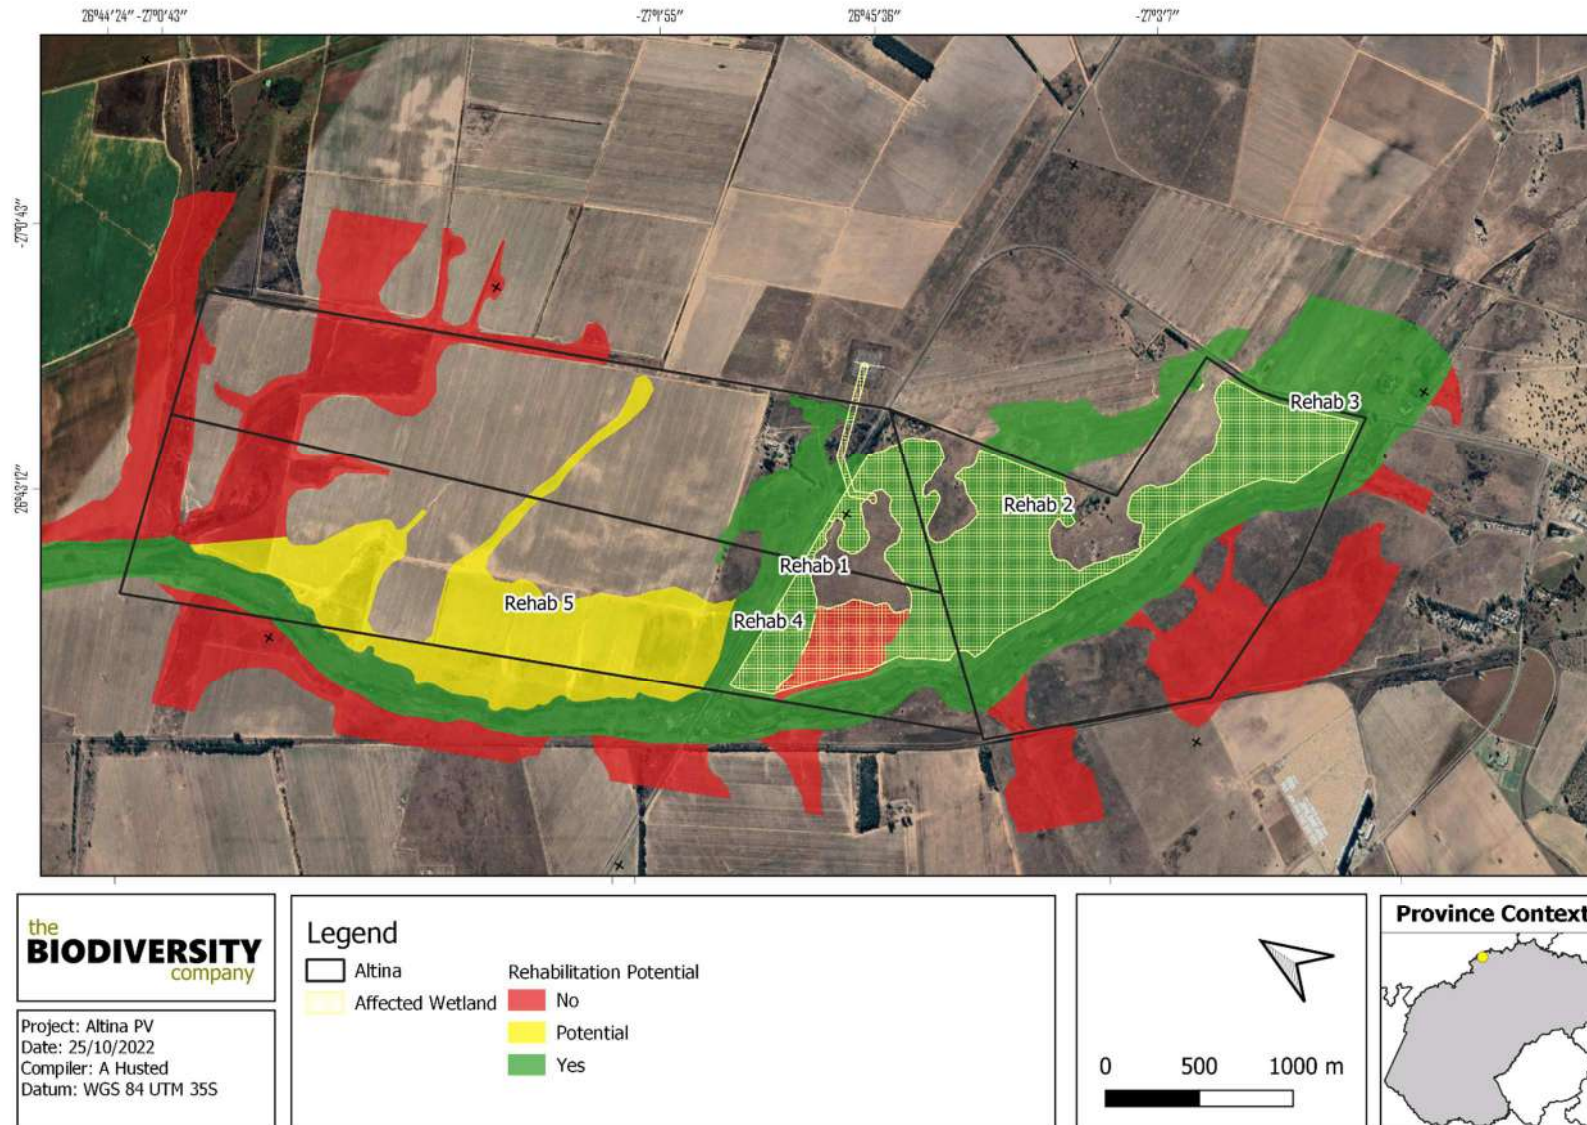 26°44'24" -27°0'43"
-27°1'55"
26°45'36"
-27°3'7"
-27°0'43"
26°43'12"
Rehab 3
Rehab 2
Rehab 1
Rehab 5
Rehab 4
the
BIODIVERSITY
company
Project: Altina PV
Date: 25/10/2022
Compiler: A Husted
Datum: WGS 84 UTM 35S
Legend
Altina
Affected Wetland
Rehabilitation Potential
No
Potential
Yes
0 500 1000 m
Province Context